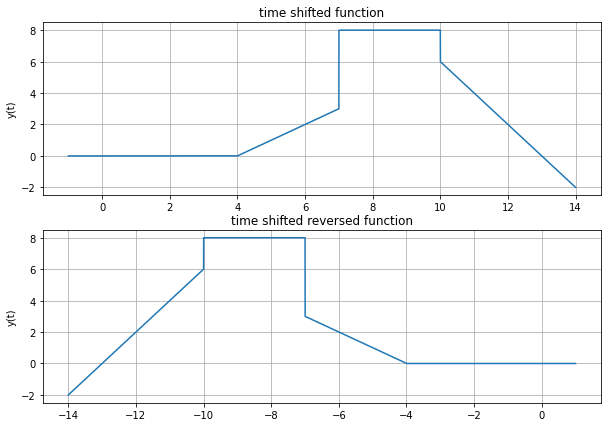 time shifted function
8
6
4
2
0
−2
y(t)
0 2 4 6 8 10 12 14
time shifted reversed function
8
6
4
2
0
−2
y(t)
−14 −12 −10 −8 −6 −4 −2 0